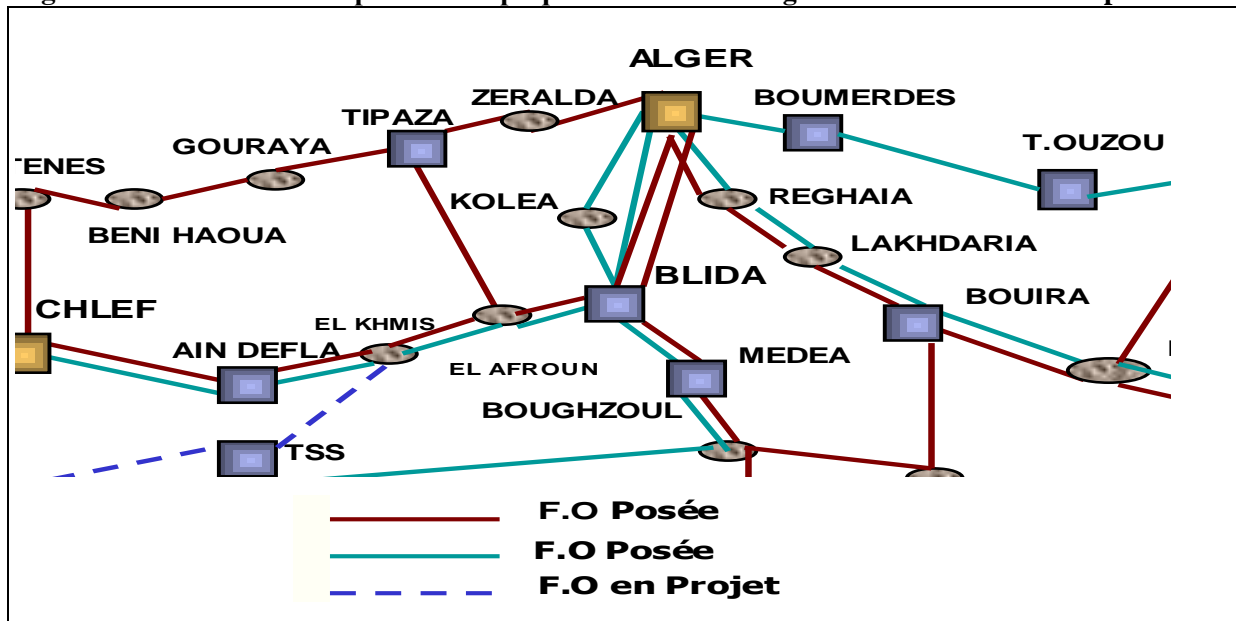 ALGER
ZERALDA
BOUMERDES
TIPAZA
T.OUZOU
GOURAYA
TENES
KOLEA
REGHAIA
BENI HAOUA
LAKHDARIA
BLIDA
BOUIRA
CHLEF
EL KHMIS
AIN DEFLA
MEDEA
EL AFROUN
BOUGHZOUL
TSS
F.O Posée
F.O Posée
F.O en Projet